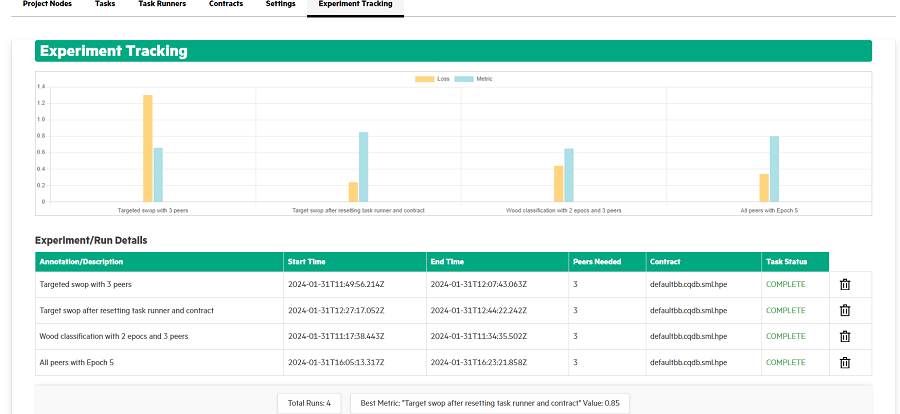 Project Nodes Tasks Task Runners Contracts Settings Experiment Tracking
Experiment Tracking
Loss Metric
1.4
1.2
1.0
0.8
0.6
0.4
0.2
0
Targeted swop with 3 peers Target swop after resetting task runner and contract Wood classification with 2 epocs and 3 peers All peers with Epoch 5
Experiment/Run Details
Annotation/Description Start Time End Time Peers Needed Contract Task Status
Targeted swop with 3 peers 2024-01-31T11:49:56.214Z 2024-01-31T12:07:43.063Z 3 defaultbb.cqdb.sml.hpe COMPLETE
Target swop after resetting task runner and contract 2024-01-31T12:27:17.052Z 2024-01-31T12:44:22.242Z 3 defaultbb.cqdb.sml.hpe COMPLETE
Wood classification with 2 epocs and 3 peers 2024-01-31T11:17:38.443Z 2024-01-31T11:34:35.502Z 3 defaultbb.cqdb.sml.hpe COMPLETE
All peers with Epoch 5 2024-01-31T16:05:13.317Z 2024-01-31T16:23:21.858Z 3 defaultbb.cqdb.sml.hpe COMPLETE
Total Runs: 4 Best Metric: "Target swop after resetting task runner and contract" Value: 0.85